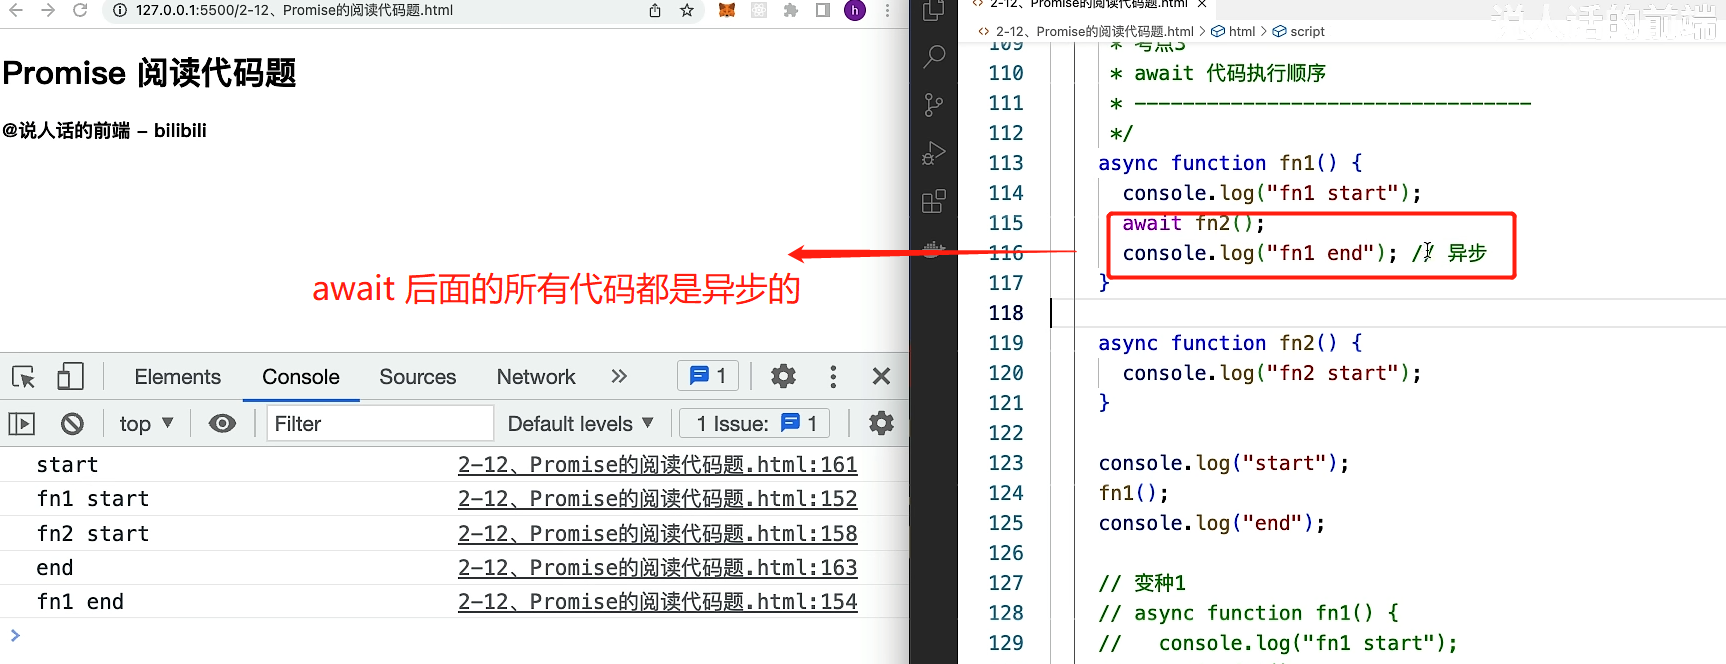 127.0.0.1:5500/2-12、Promise的阅读代码题.html
h
Promise 阅读代码题
@说人话的前端 – bilibili
await 后面的所有代码都是异步的
Elements Console Sources Network 1
top Filter Default levels 1 Issue: 1
start 2-12、Promise的阅读代码题.html:161
fn1 start 2-12、Promise的阅读代码题.html:152
fn2 start 2-12、Promise的阅读代码题.html:158
end 2-12、Promise的阅读代码题.html:163
fn1 end 2-12、Promise的阅读代码题.html:154
2-12、Promise的阅读代码题.html
2-12、Promise的阅读代码题.html > html > script
说人话的前端
109 * 考点3
110 * await 代码执行顺序
111 * ---------------------------------
112 */
113 async function fn1() {
114 console.log("fn1 start");
115 await fn2();
116 console.log("fn1 end"); // 异步
117 }
118
119 async function fn2() {
120 console.log("fn2 start");
121 }
122
123 console.log("start");
124 fn1();
125 console.log("end");
126
127 // 变种1
128 // async function fn1() {
129 // console.log("fn1 start");